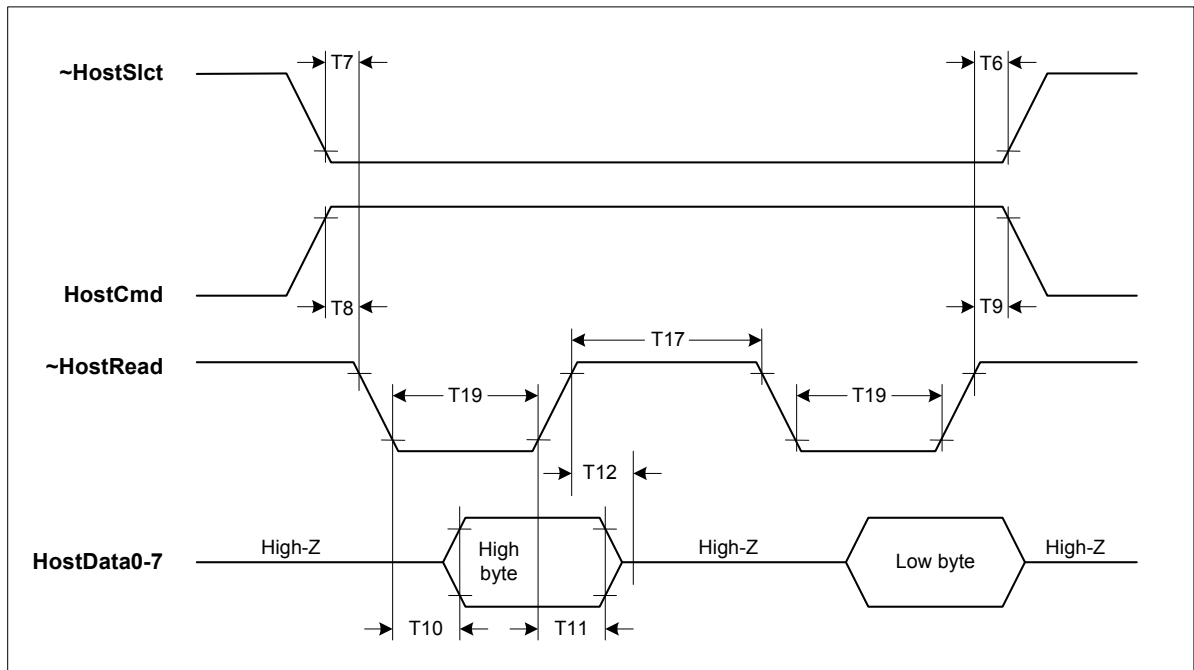 ~HostSlct
T7
T6
HostCmd
T8
T9
~HostRead
T17
T19
T19
T12
HostData0-7
High-Z
High
byte
High-Z
Low byte
High-Z
T10
T11